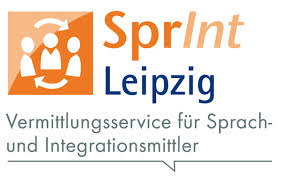 SprInt
Leipzig
Vermittlungsservice für Sprach-
und Integrationsmittler